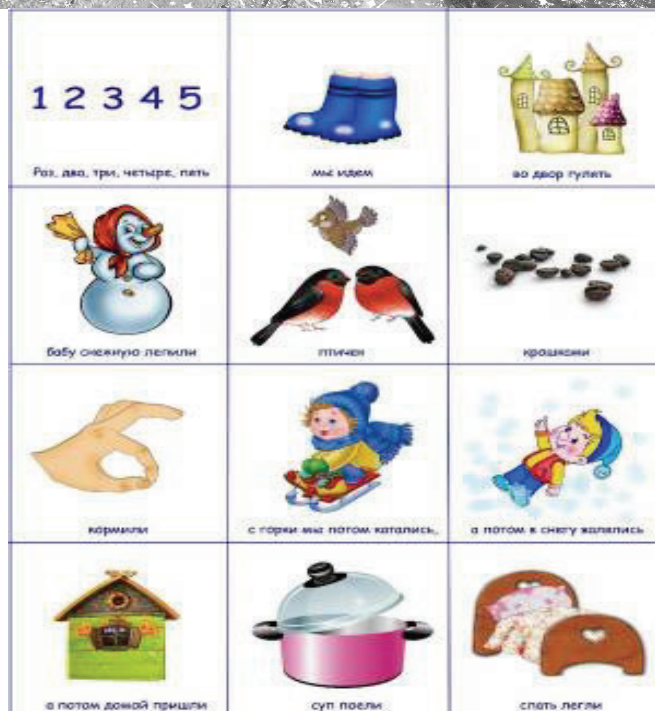 1 2 3 4 5
Раз, два, три, четыре, пять
мы идем
во двор гулять
бабу снежную лепили
птичек
крошками
кормили
с горки мы потом катались,
а потом в снегу валялись
а потом домой пришли
суп поели
спать легли